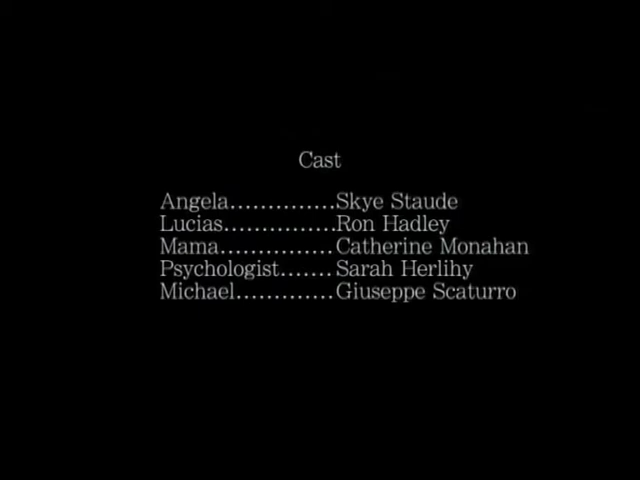 Cast
Angela..............Skye Staude
Lucias...............Ron Hadley
Mama...............Catherine Monahan
Psychologist.......Sarah Herlihy
Michael.............Giuseppe Scaturro